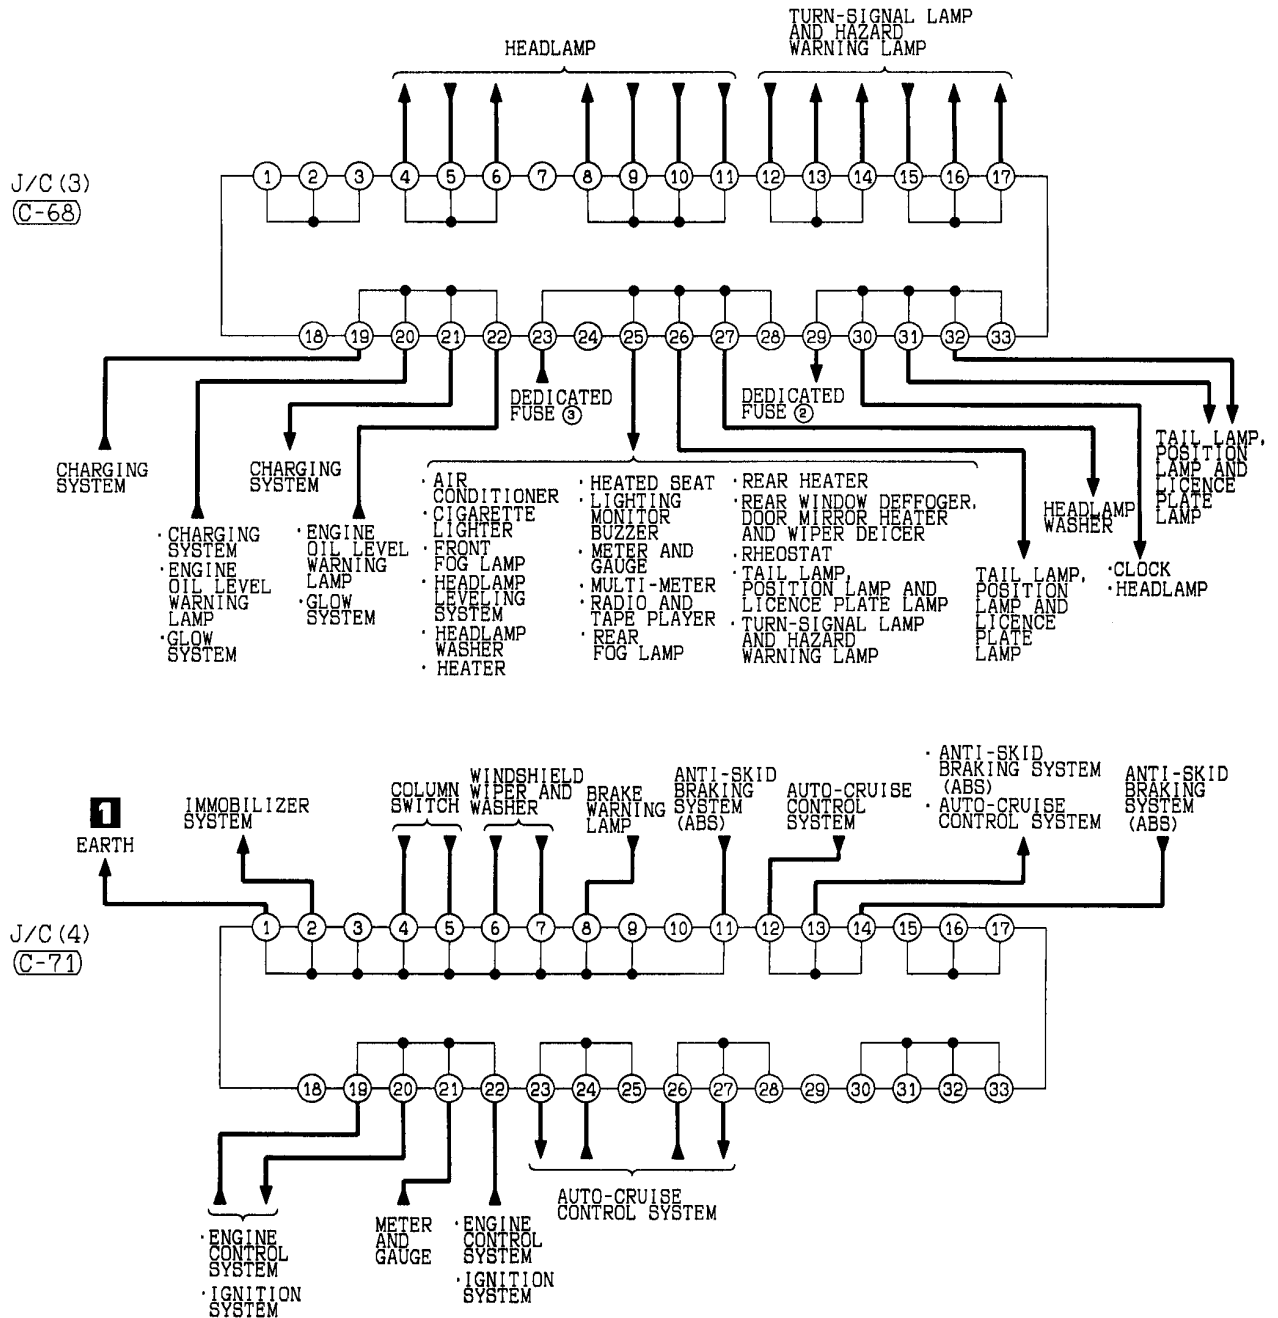 TURN-SIGNAL LAMP
AND HAZARD
WARNING LAMP
HEADLAMP
J/C (3)
C-68
1 2 3 4 5 6 7 8 9 10 11 12 13 14 15 16 17
18 19 20 21 22 23 24 25 26 27 28 29 30 31 32 33
DEDICATED
FUSE ③
DEDICATED
FUSE ②
CHARGING
SYSTEM
· CHARGING
SYSTEM
· ENGINE
OIL LEVEL
WARNING
LAMP
· GLOW
SYSTEM
CHARGING
SYSTEM
· ENGINE
OIL LEVEL
WARNING
LAMP
· GLOW
SYSTEM
· AIR
CONDITIONER
· CIGARETTE
LIGHTER
· FRONT
FOG LAMP
· HEADLAMP
LEVELING
SYSTEM
· HEADLAMP
WASHER
· HEATER
· HEATED SEAT
· LIGHTING
MONITOR
BUZZER
· METER AND
GAUGE
· MULTI-METER
· RADIO AND
TAPE PLAYER
· REAR
FOG LAMP
· REAR HEATER
· REAR WINDOW DEFFOGER,
DOOR MIRROR HEATER
AND WIPER DEICER
· RHEOSTAT
· TAIL LAMP,
POSITION LAMP AND
LICENCE PLATE LAMP
· TURN-SIGNAL LAMP
AND HAZARD
WARNING LAMP
TAIL LAMP,
POSITION
LAMP AND
LICENCE
PLATE
LAMP
HEADLAMP
WASHER
· CLOCK
· HEADLAMP
TAIL LAMP,
POSITION
LAMP AND
LICENCE
PLATE
LAMP
1
EARTH
IMMOBILIZER
SYSTEM
COLUMN
SWITCH
WINDSHIELD
WIPER AND
WASHER
BRAKE
WARNING
LAMP
ANTI-SKID
BRAKING
SYSTEM
(ABS)
AUTO-CRUISE
CONTROL
SYSTEM
· ANTI-SKID
BRAKING SYSTEM
(ABS)
· AUTO-CRUISE
CONTROL SYSTEM
ANTI-SKID
BRAKING
SYSTEM
(ABS)
J/C (4)
C-71
1 2 3 4 5 6 7 8 9 10 11 12 13 14 15 16 17
18 19 20 21 22 23 24 25 26 27 28 29 30 31 32 33
· ENGINE
CONTROL
SYSTEM
· IGNITION
SYSTEM
METER
AND
GAUGE
· ENGINE
CONTROL
SYSTEM
· IGNITION
SYSTEM
AUTO-CRUISE
CONTROL SYSTEM